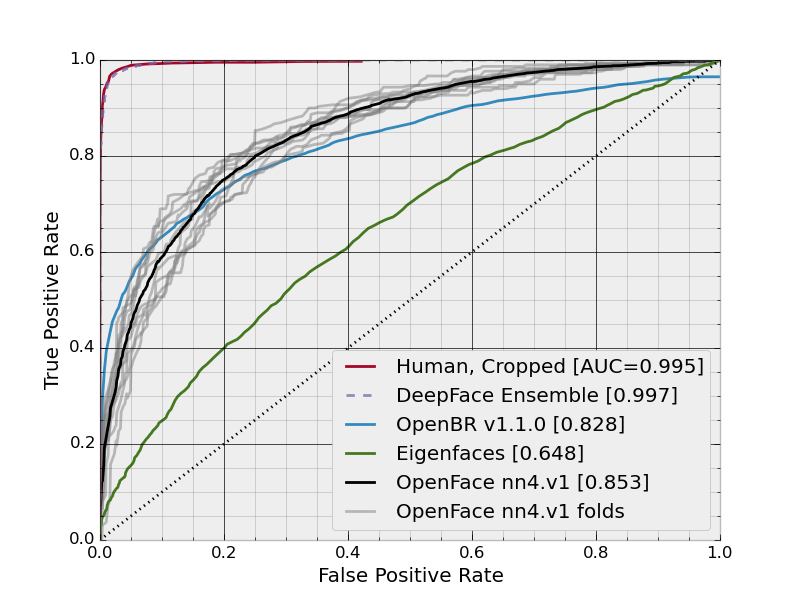 1.0
0.8
0.6
0.4
0.2
0.0
True Positive Rate
Human, Cropped [AUC=0.995]
DeepFace Ensemble [0.997]
OpenBR v1.1.0 [0.828]
Eigenfaces [0.648]
OpenFace nn4.v1 [0.853]
OpenFace nn4.v1 folds
0.0 0.2 0.4 0.6 0.8 1.0
False Positive Rate